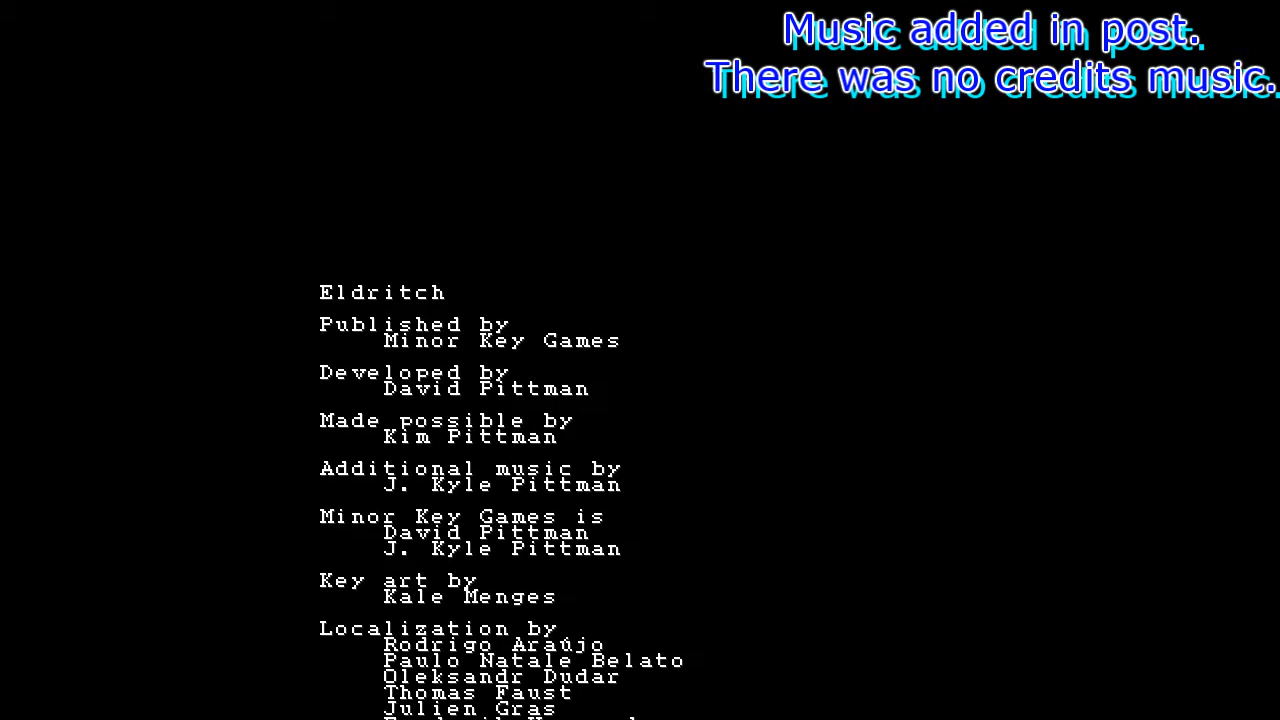 Music added in post.
There was no credits music.
Eldritch
Published by
Minor Key Games
Developed by
David Pittman
Made possible by
Kim Pittman
Additional music by
J. Kyle Pittman
Minor Key Games is
David Pittman
J. Kyle Pittman
Key art by
Kale Menges
Localization by
Rodrigo Araújo
Paulo Natale Belato
Oleksandr Dudar
Thomas Faust
Julien Gras